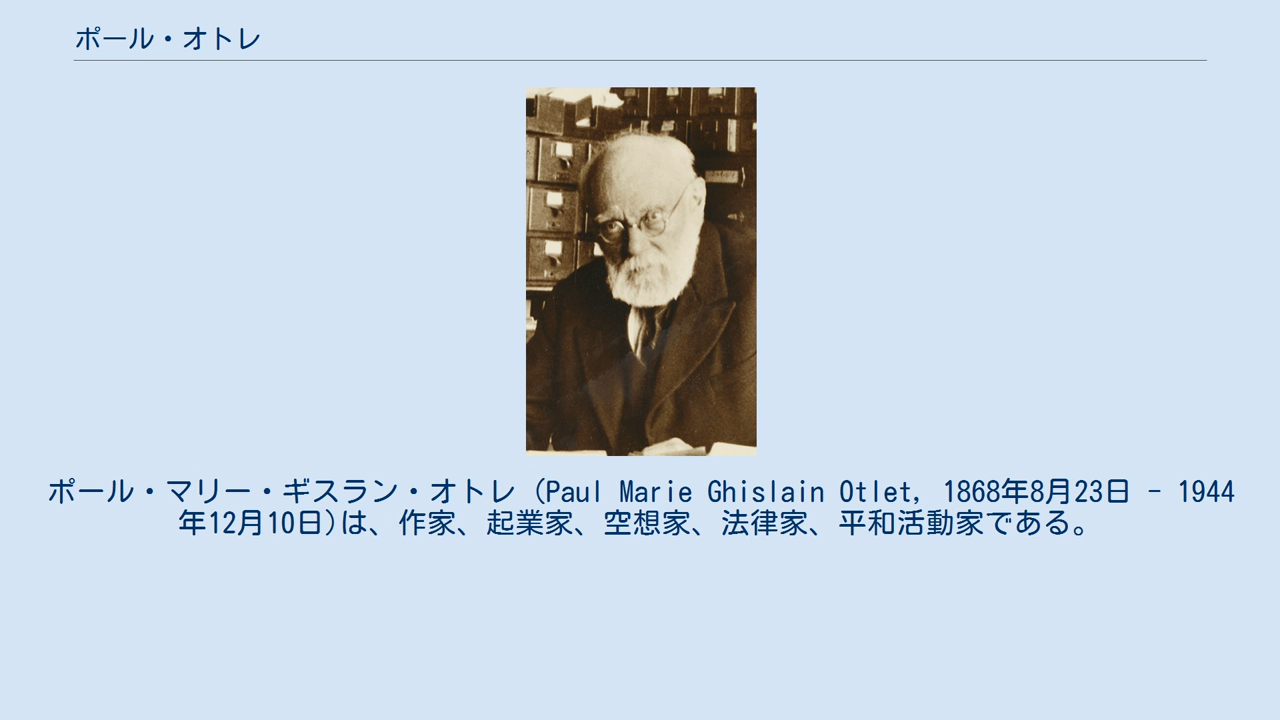 ポール・オトレ
ポール・マリー・ギスラン・オトレ（Paul Marie Ghislain Otlet, 1868年8月23日 - 1944
年12月10日)は、作家、起業家、空想家、法律家、平和活動家である。